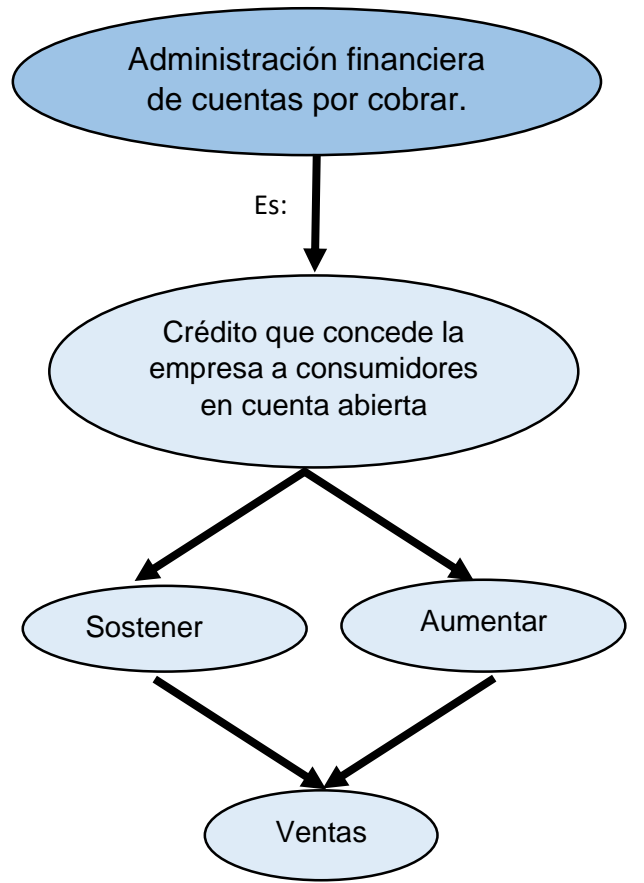 Administración financiera
de cuentas por cobrar.
Es:
Crédito que concede la
empresa a consumidores
en cuenta abierta
Sostener
Aumentar
Ventas